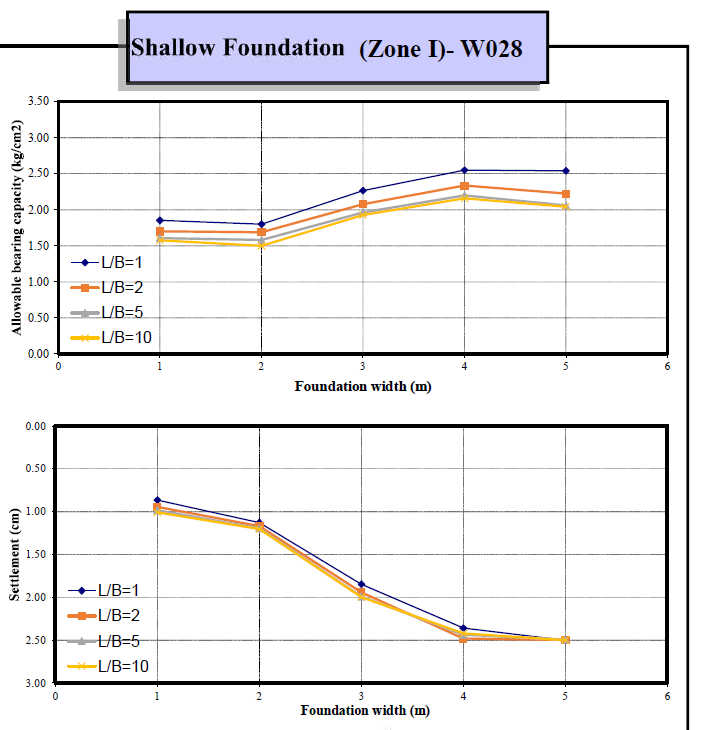 Shallow Foundation (Zone I)- W028
Allowable bearing capacity (kg/cm2)
3.50
3.00
2.50
2.00
1.50
1.00
0.50
0.00
L/B=1
L/B=2
L/B=5
L/B=10
0 1 2 3 4 5 6
Foundation width (m)
Settlement (cm)
0.00
0.50
1.00
1.50
2.00
2.50
3.00
L/B=1
L/B=2
L/B=5
L/B=10
0 1 2 3 4 5 6
Foundation width (m)